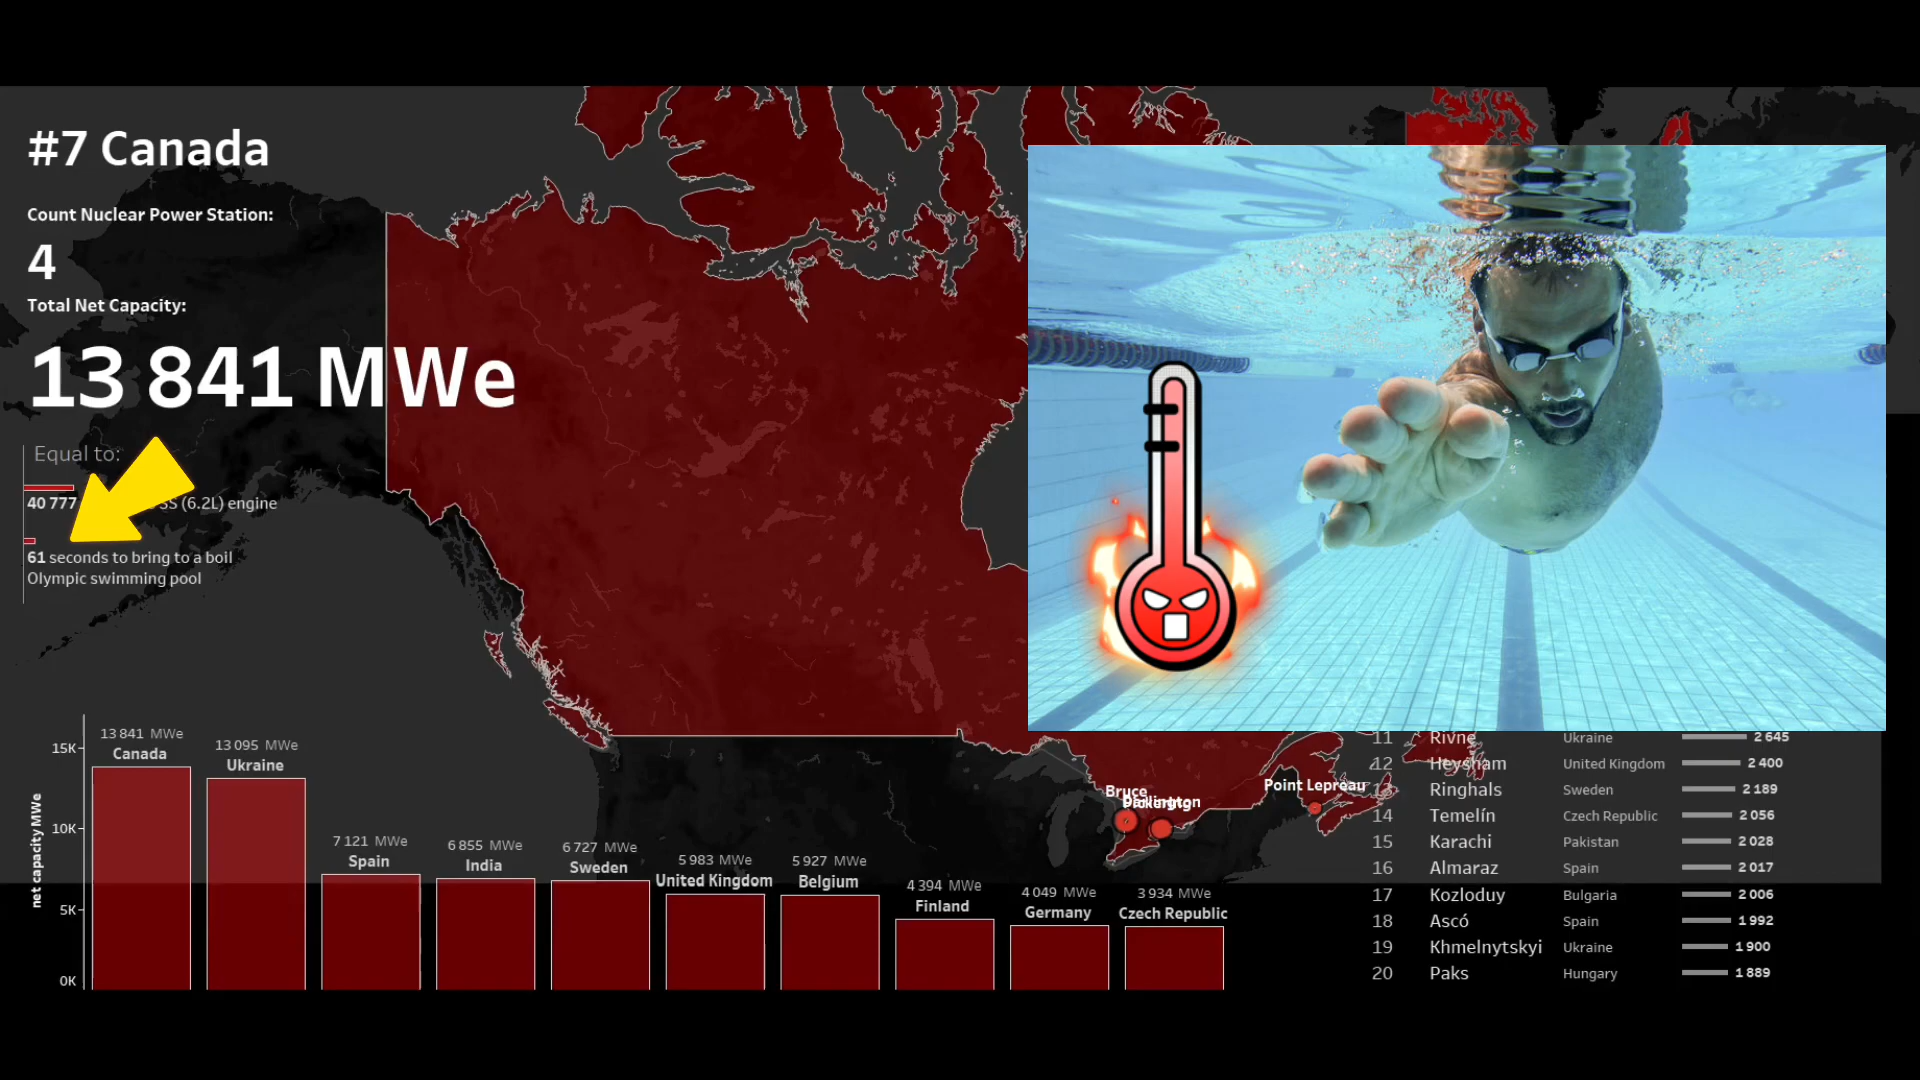 #7 Canada
Count Nuclear Power Station:
4
Total Net Capacity:
13 841 MWe
Equal to:
40 777 SS (6.2L) engine
61 seconds to bring to a boil
Olympic swimming pool
net capacity MWe
15K
10K
5K
0K
13 841 MWe
Canada
13 095 MWe
Ukraine
7 121 MWe
Spain
6 855 MWe
India
6 727 MWe
Sweden
5 983 MWe
United Kingdom
5 927 MWe
Belgium
4 394 MWe
Finland
4 049 MWe
Germany
3 934 MWe
Czech Republic
Bruce
Darlington
Point Lepreau
11 Rivne Ukraine 2 645
12 Heysham United Kingdom 2 400
13 Ringhals Sweden 2 189
14 Temelín Czech Republic 2 056
15 Karachi Pakistan 2 028
16 Almaraz Spain 2 017
17 Kozloduy Bulgaria 2 006
18 Ascó Spain 1 992
19 Khmelnytskyi Ukraine 1 900
20 Paks Hungary 1 889